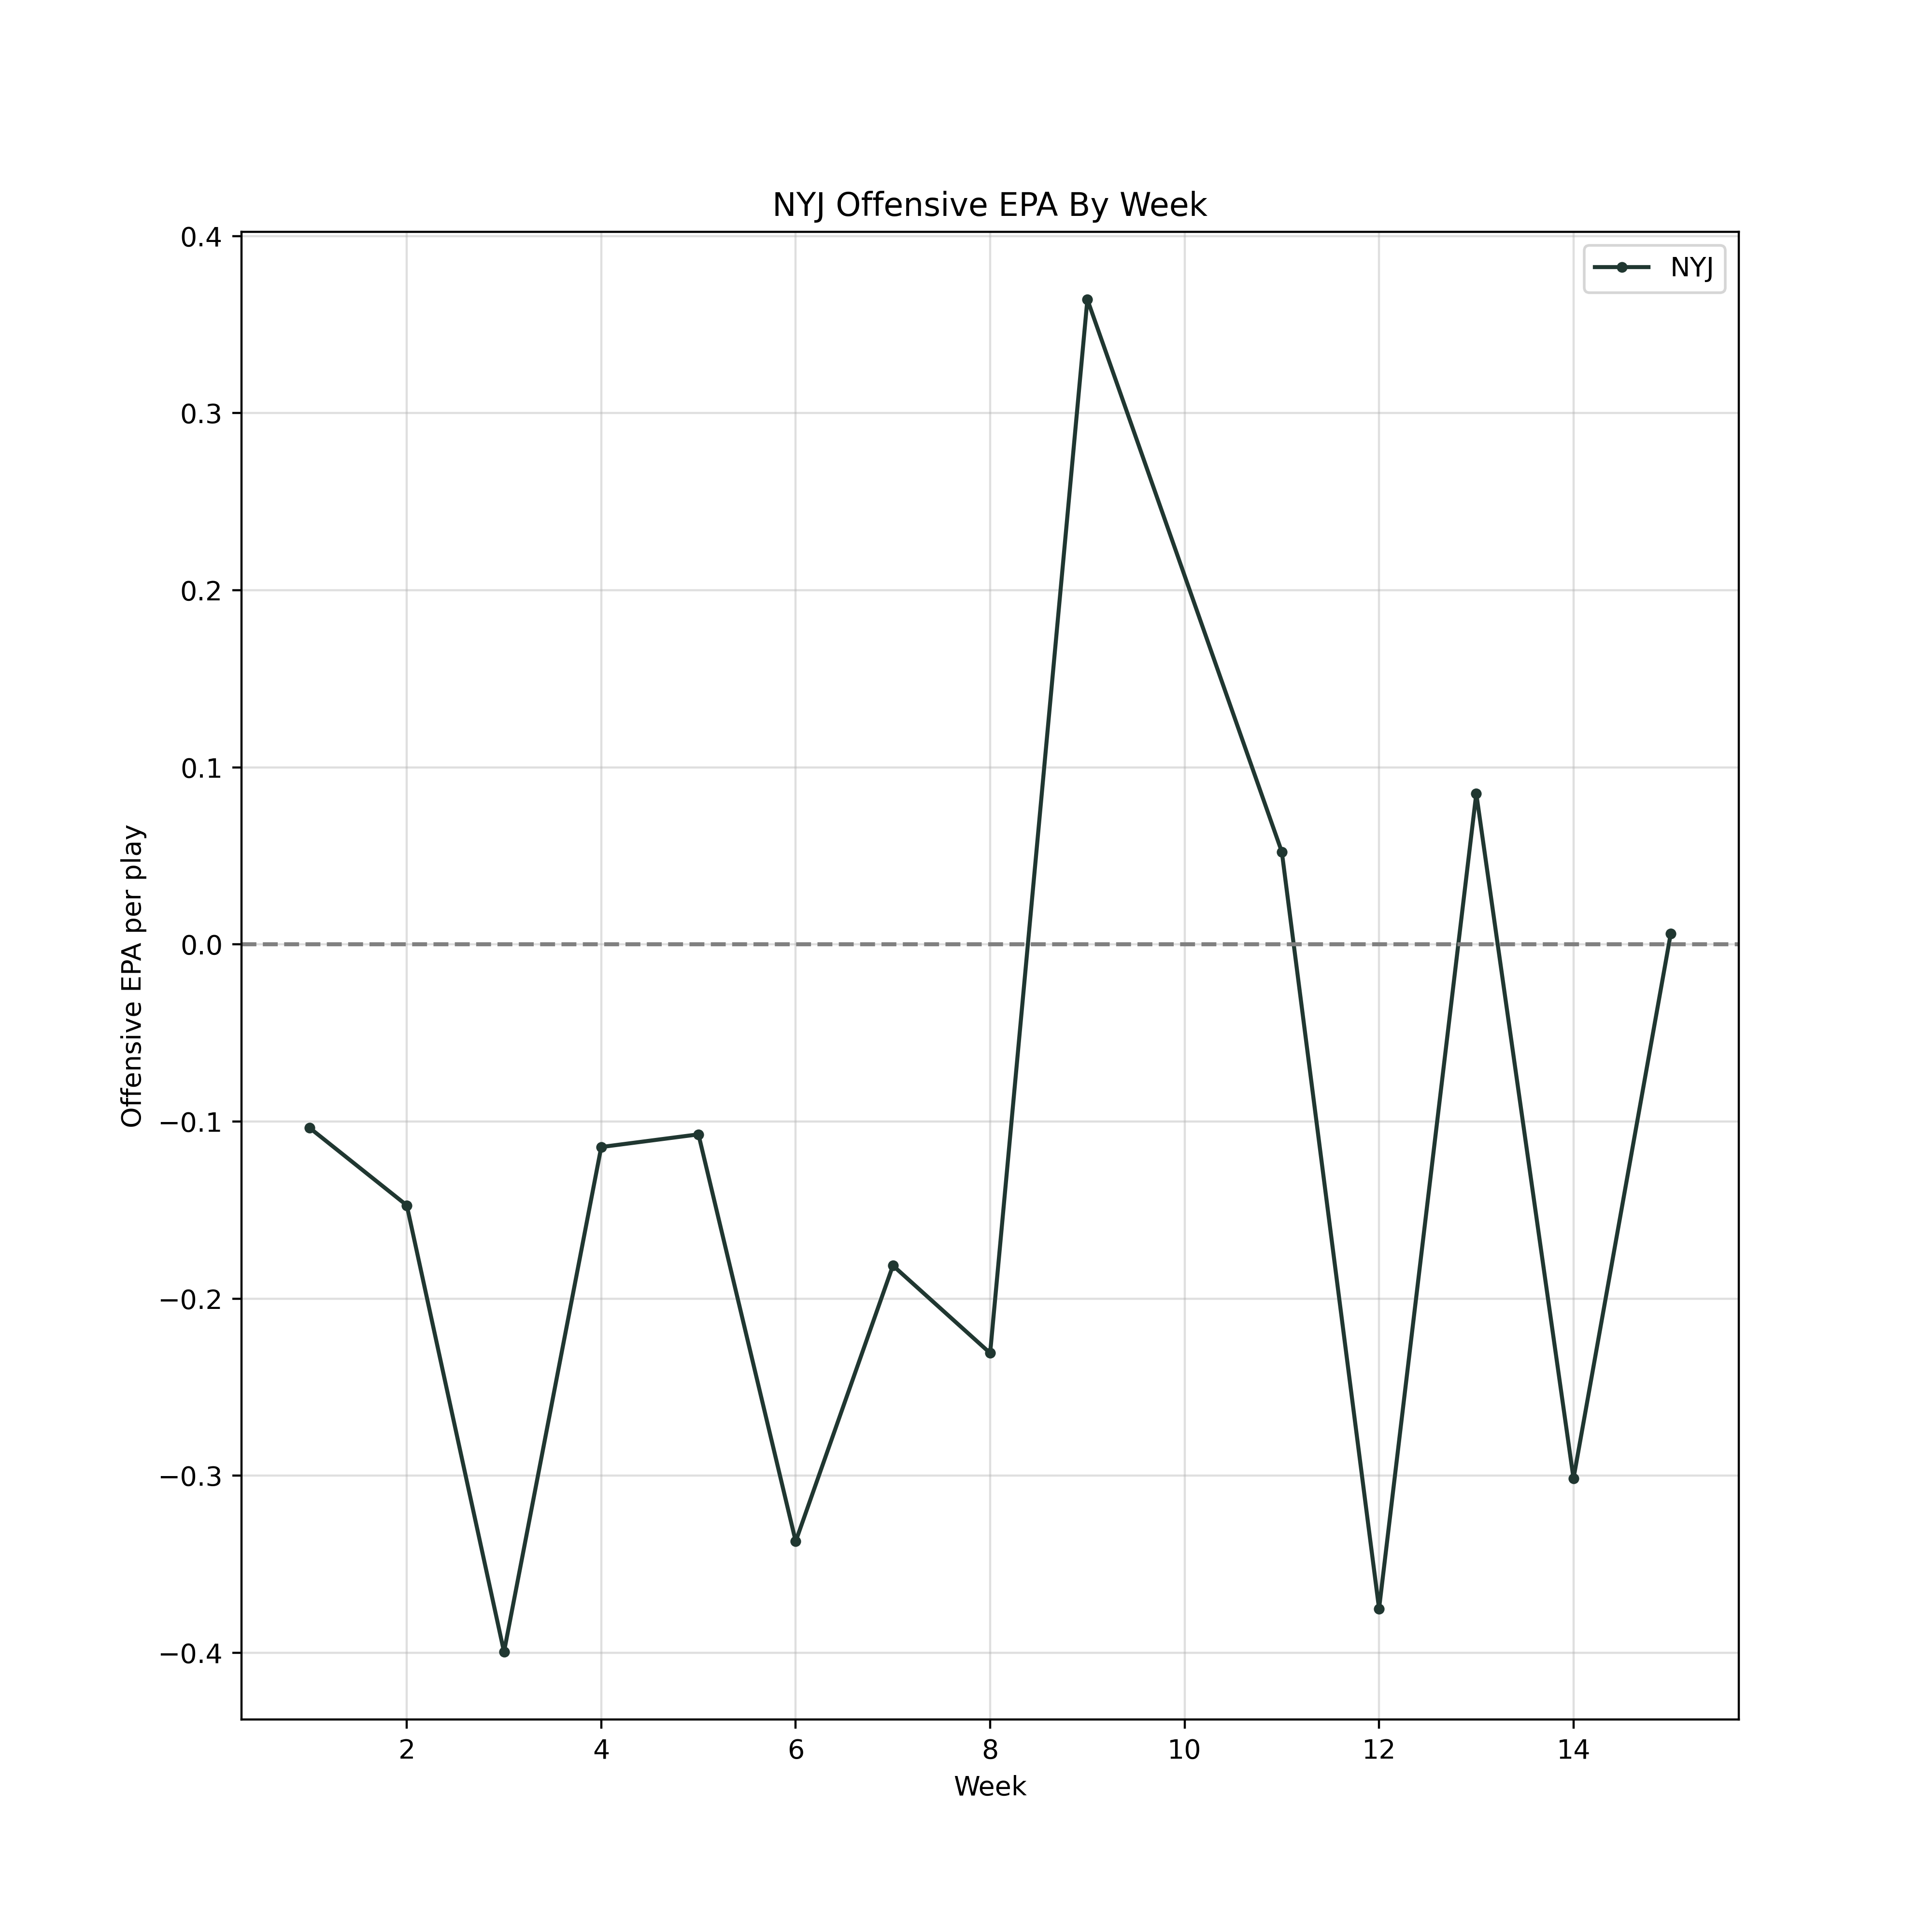 NYJ Offensive EPA By Week
NYJ
Offensive EPA per play
0.4
0.3
0.2
0.1
0.0
−0.1
−0.2
−0.3
−0.4
2 4 6 8 10 12 14
Week